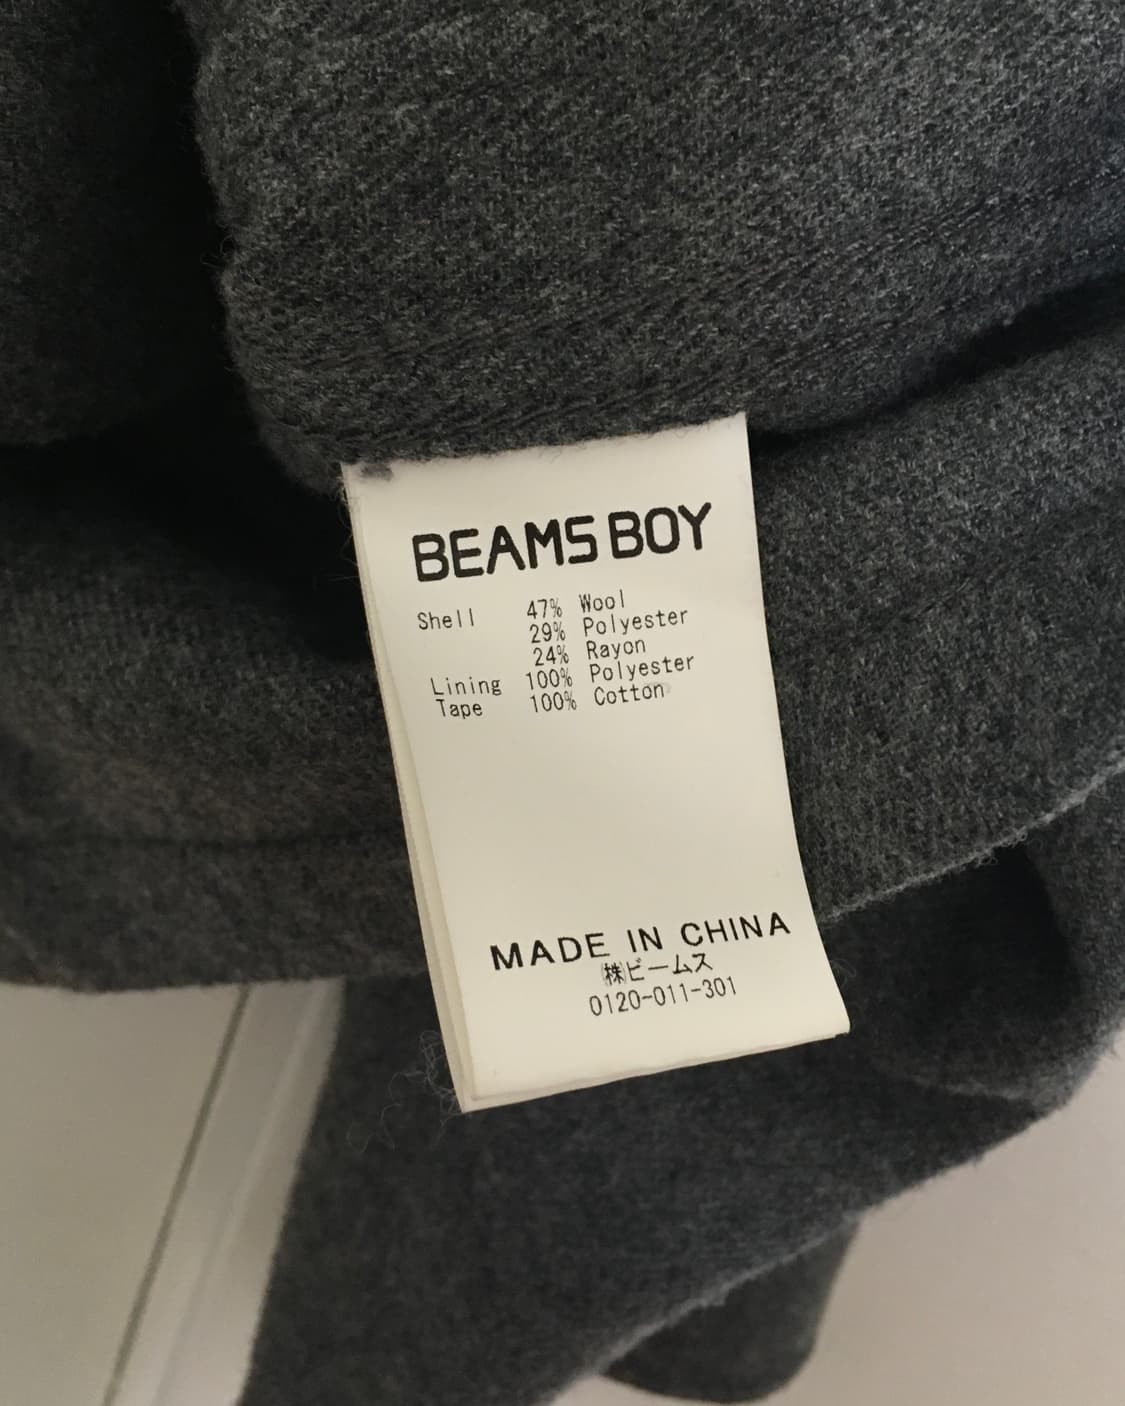 BEAMS BOY
Shell 47% Wool
29% Polyester
24% Rayon
Lining 100% Polyester
Tape 100% Cotton
MADE IN CHINA
㈱ビームス
0120-011-301